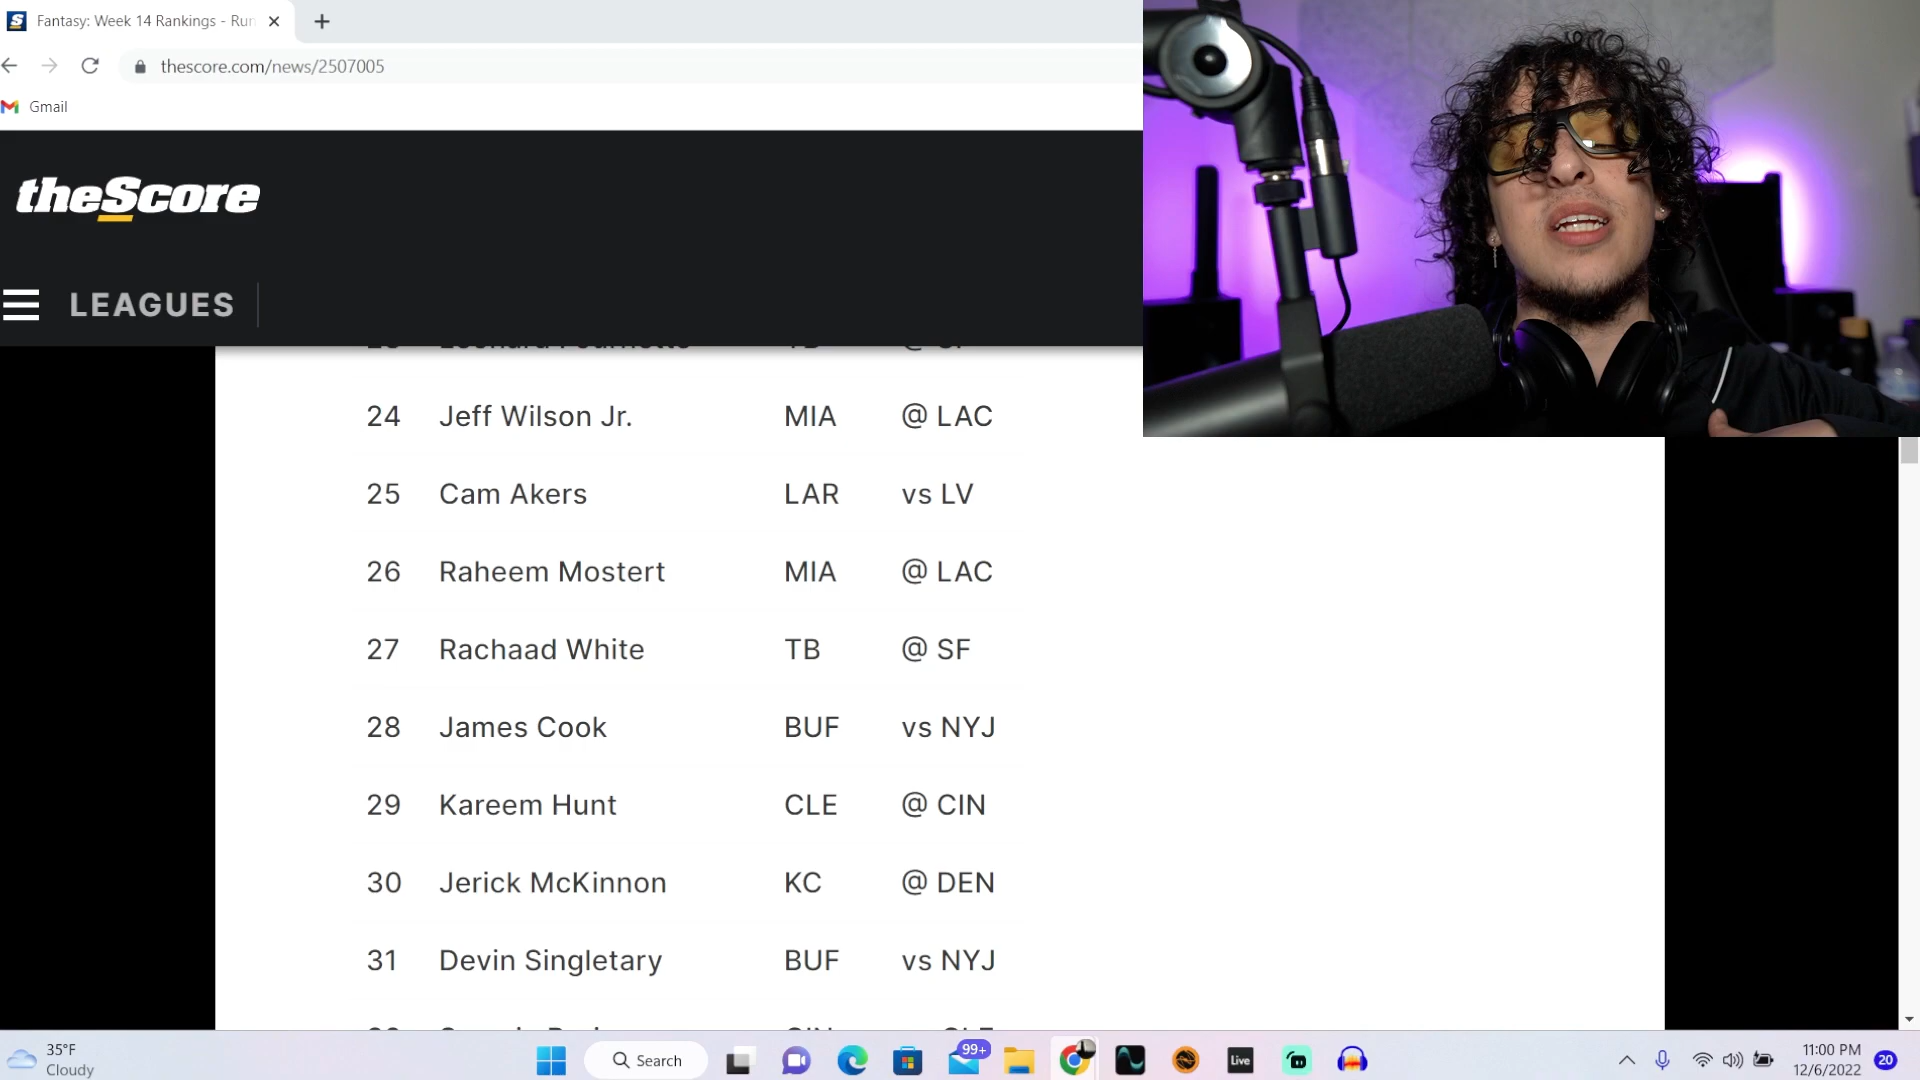 Fantasy: Week 14 Rankings - Run
thescore.com/news/2507005
Gmail
theScore
LEAGUES
24 Jeff Wilson Jr. MIA @ LAC
25 Cam Akers LAR vs LV
26 Raheem Mostert MIA @ LAC
27 Rachaad White TB @ SF
28 James Cook BUF vs NYJ
29 Kareem Hunt CLE @ CIN
30 Jerick McKinnon KC @ DEN
31 Devin Singletary BUF vs NYJ
35°F
Cloudy
Search
99+
Live
11:00 PM
12/6/2022
20